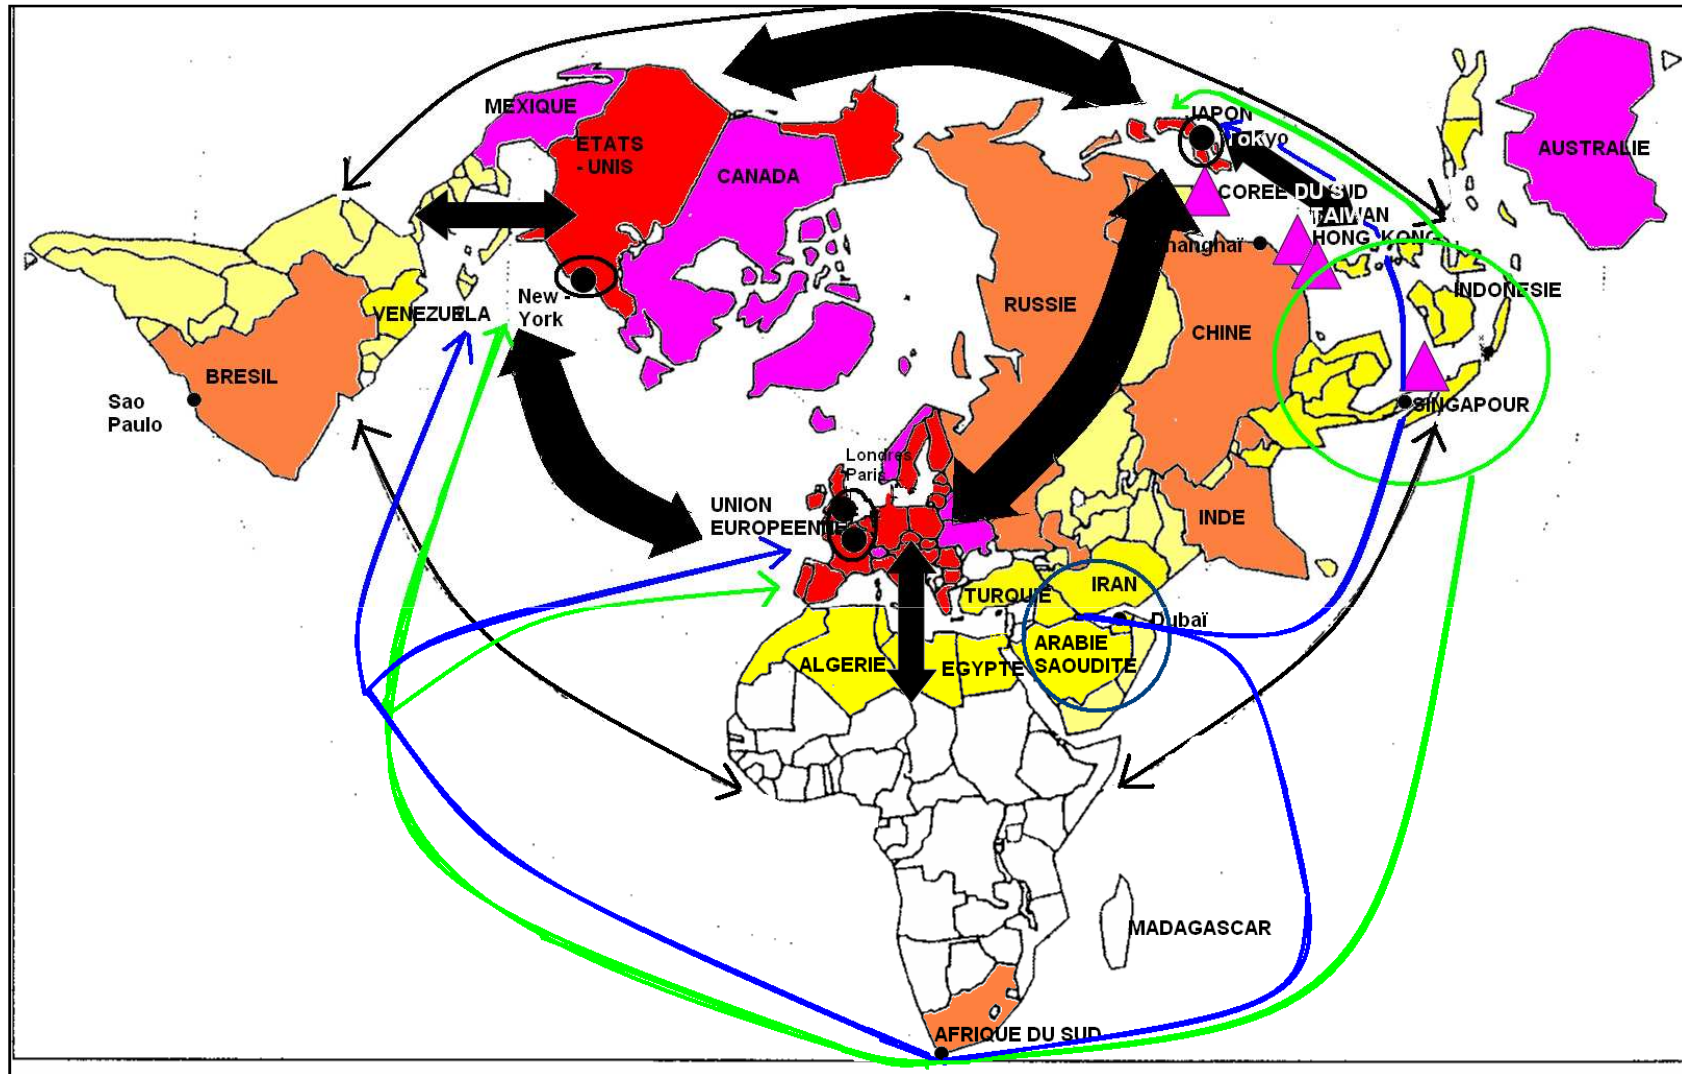 MEXIQUE
ETATS
- UNIS
CANADA
JAPON
Tokyo
AUSTRALIE
COREE DU SUD
TAIWAN
HONG KONG
Shanghaï
INDONESIE
RUSSIE
CHINE
New -
York
VENEZUELA
BRESIL
Sao
Paulo
SINGAPOUR
Londres
Paris
UNION
EUROPEENNE
INDE
TURQUIE
IRAN
Dubaï
ARABIE
SAOUDITE
ALGERIE
EGYPTE
MADAGASCAR
AFRIQUE DU SUD